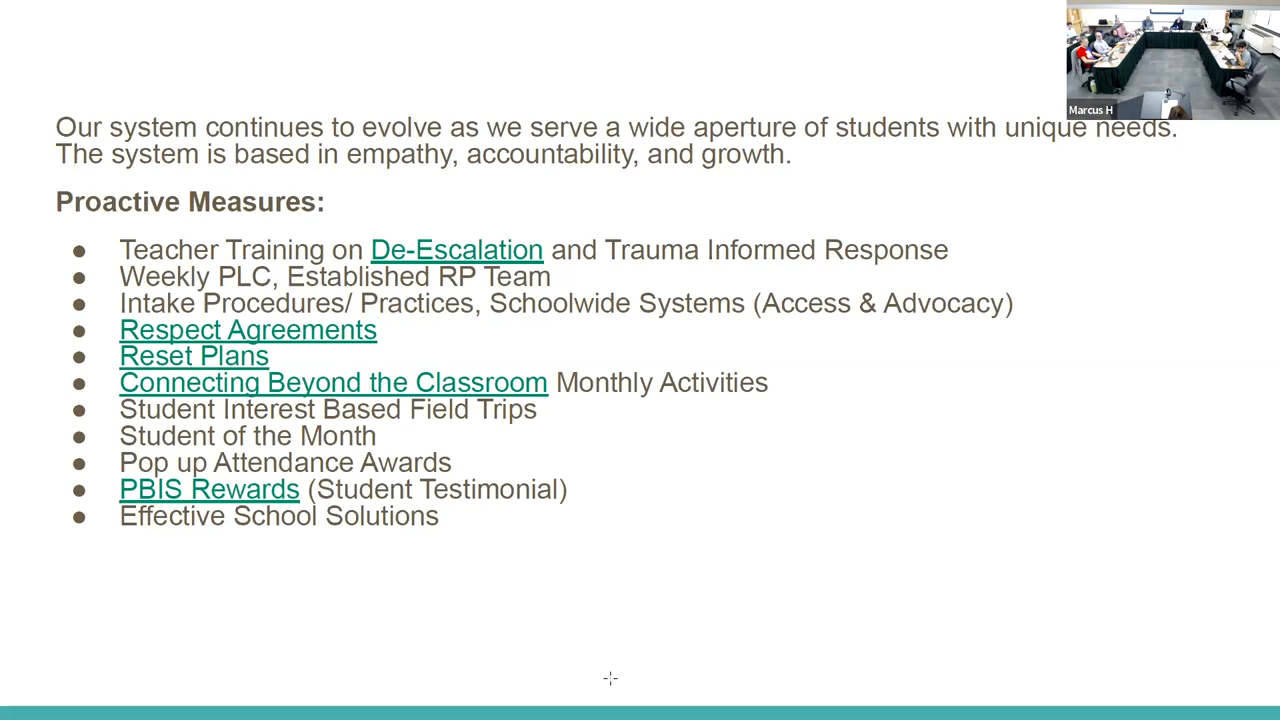 Marcus H
Our system continues to evolve as we serve a wide aperture of students with unique needs.
The system is based in empathy, accountability, and growth.
Proactive Measures:
● Teacher Training on De-Escalation and Trauma Informed Response
● Weekly PLC, Established RP Team
● Intake Procedures/ Practices, Schoolwide Systems (Access & Advocacy)
● Respect Agreements
● Reset Plans
● Connecting Beyond the Classroom Monthly Activities
● Student Interest Based Field Trips
● Student of the Month
● Pop up Attendance Awards
● PBIS Rewards (Student Testimonial)
● Effective School Solutions